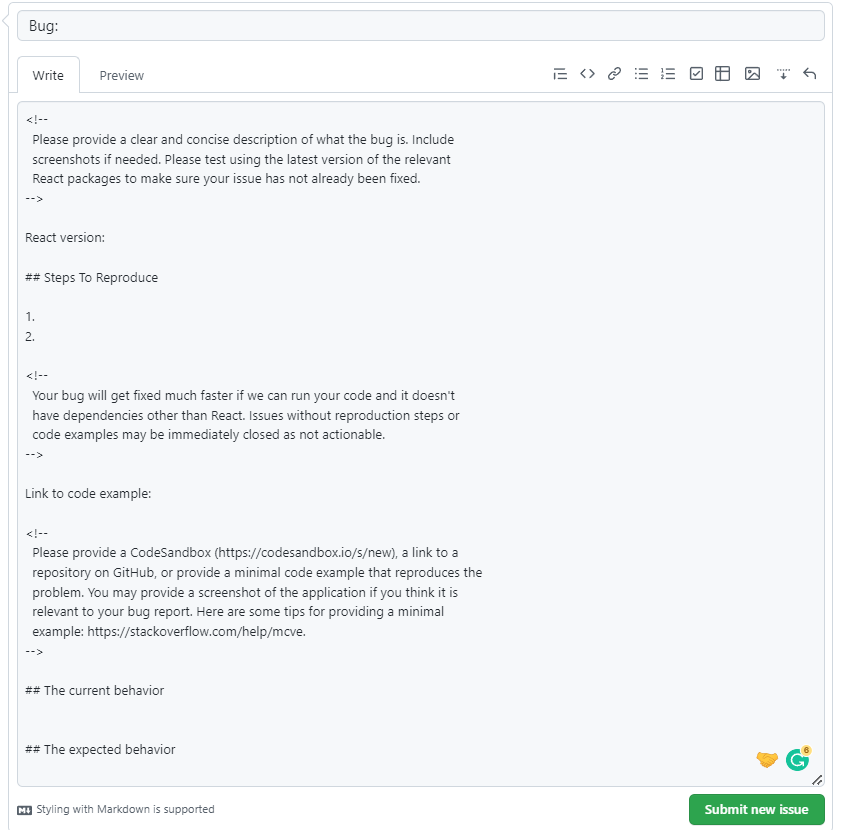 Bug:
Write Preview
<!--
Please provide a clear and concise description of what the bug is. Include
screenshots if needed. Please test using the latest version of the relevant
React packages to make sure your issue has not already been fixed.
-->
React version:
## Steps To Reproduce
1.
2.
<!--
Your bug will get fixed much faster if we can run your code and it doesn't
have dependencies other than React. Issues without reproduction steps or
code examples may be immediately closed as not actionable.
-->
Link to code example:
<!--
Please provide a CodeSandbox (https://codesandbox.io/s/new), a link to a
repository on GitHub, or provide a minimal code example that reproduces the
problem. You may provide a screenshot of the application if you think it is
relevant to your bug report. Here are some tips for providing a minimal
example: https://stackoverflow.com/help/mcve.
-->
## The current behavior
## The expected behavior
6
Styling with Markdown is supported
Submit new issue